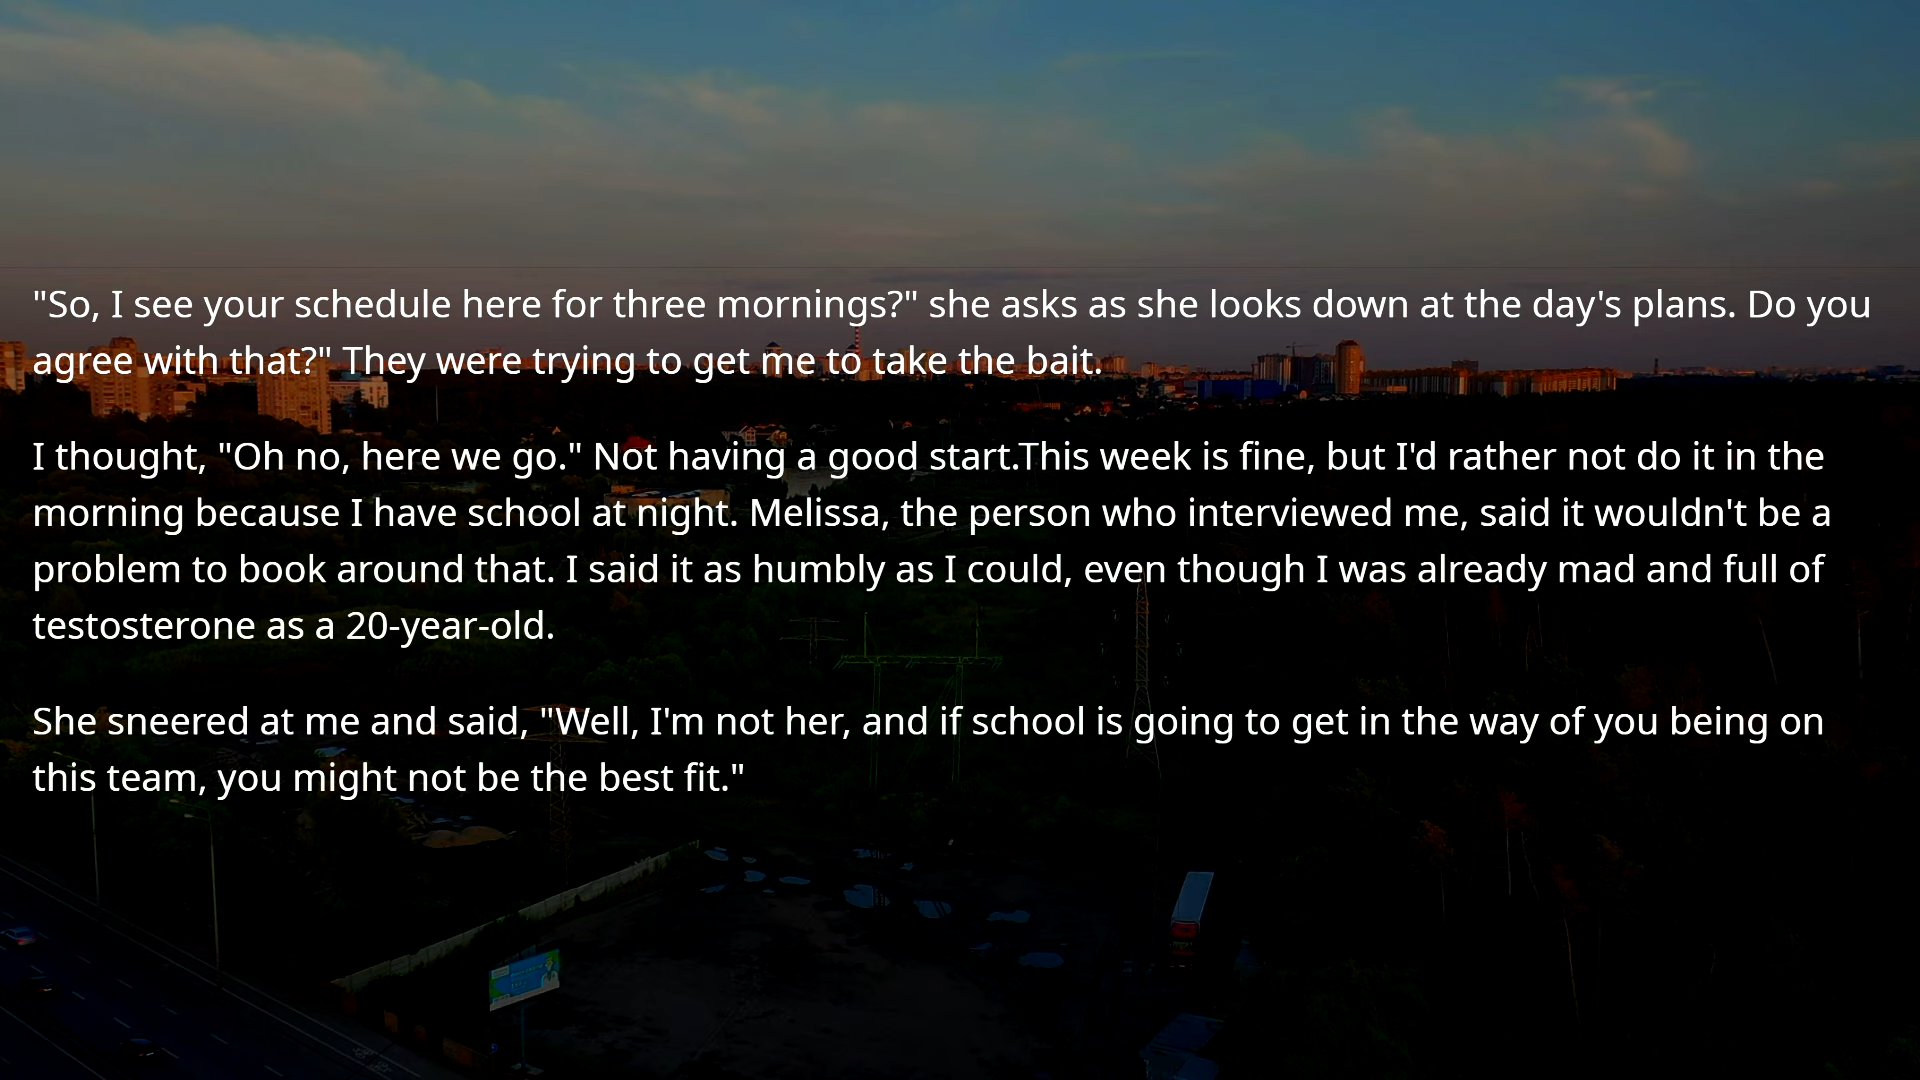 "So, I see your schedule here for three mornings?" she asks as she looks down at the day's plans. Do you
agree with that?" They were trying to get me to take the bait.
I thought, "Oh no, here we go." Not having a good start.This week is fine, but I'd rather not do it in the
morning because I have school at night. Melissa, the person who interviewed me, said it wouldn't be a
problem to book around that. I said it as humbly as I could, even though I was already mad and full of
testosterone as a 20-year-old.
She sneered at me and said, "Well, I'm not her, and if school is going to get in the way of you being on
this team, you might not be the best fit."